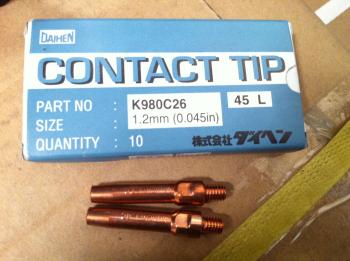 DAIHEN
CONTACT TIP
PART NO : K980C26 45 L
SIZE : 1.2mm (0.045in)
QUANTITY : 10
株式会社ダイヘン